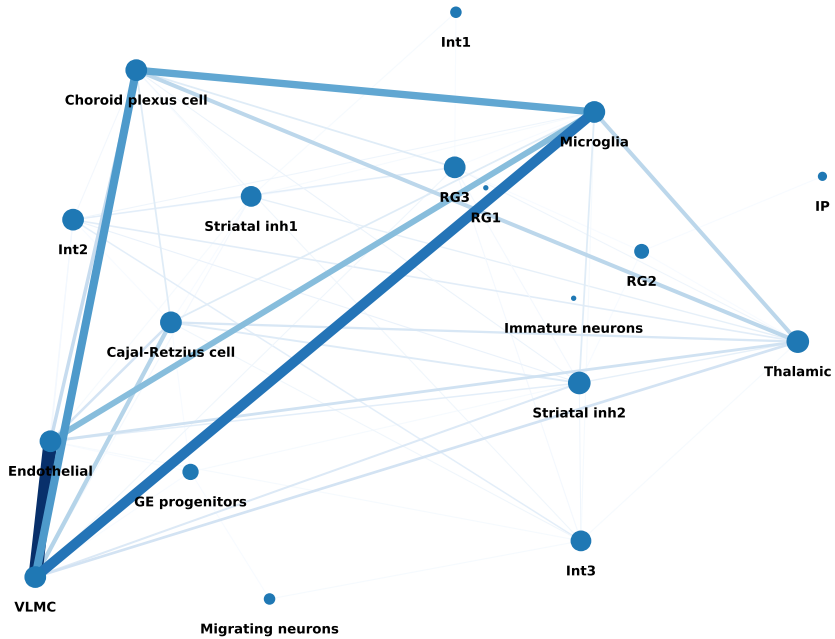 Int1
Choroid plexus cell
Microglia
RG3
IP
RG1
Striatal inh1
Int2
RG2
Immature neurons
Cajal-Retzius cell
Thalamic
Striatal inh2
Endothelial
GE progenitors
Int3
VLMC
Migrating neurons